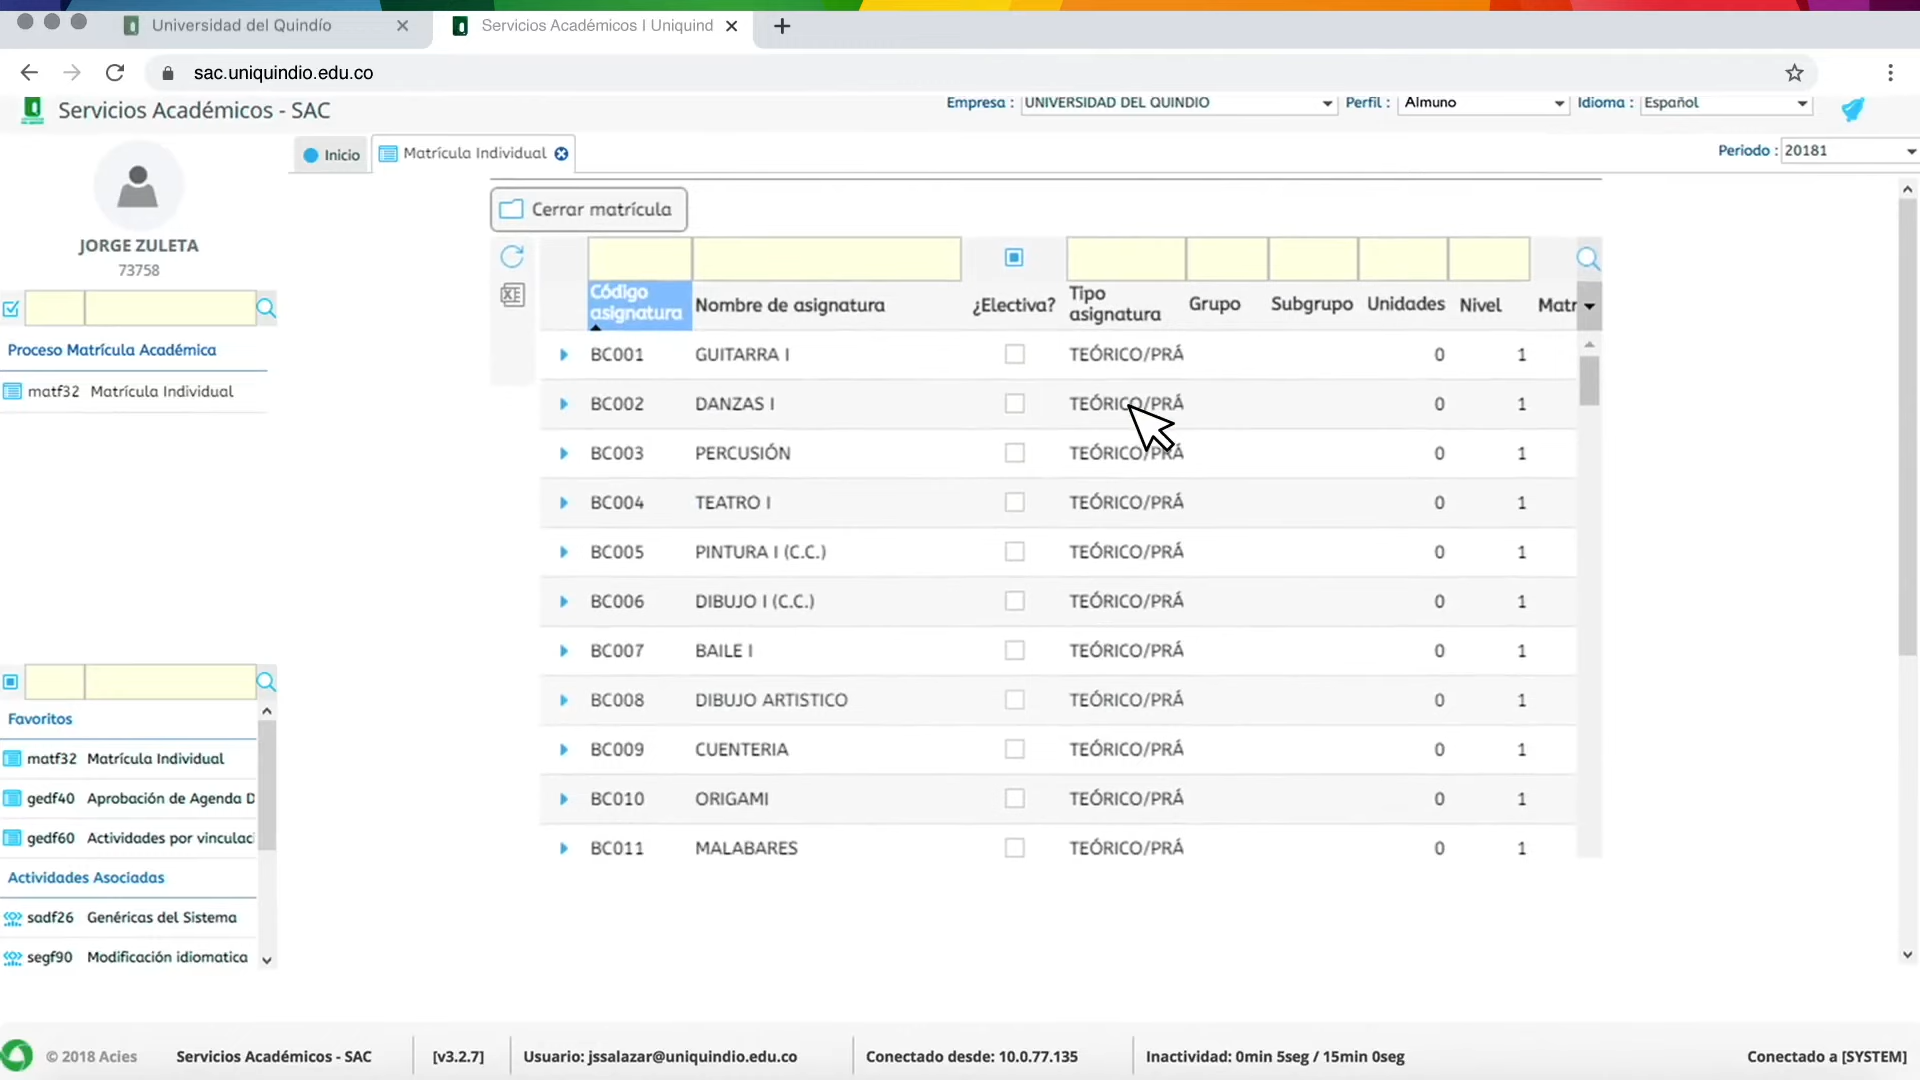 Universidad del Quindío
Servicios Académicos I Uniquind
sac.uniquindio.edu.co
Servicios Académicos - SAC
Empresa : UNIVERSIDAD DEL QUINDIO Perfil : Almuno Idioma : Español
Inicio Matrícula Individual
Periodo : 20181
JORGE ZULETA
73758
Proceso Matrícula Académica
matf32 Matrícula Individual
Favoritos
matf32 Matrícula Individual
gedf40 Aprobación de Agenda D
gedf60 Actividades por vinculac
Actividades Asociadas
sadf26 Genéricas del Sistema
segf90 Modificación idiomatica
Cerrar matrícula
Código asignatura Nombre de asignatura ¿Electiva? Tipo asignatura Grupo Subgrupo Unidades Nivel Matr
BC001 GUITARRA I TEÓRICO/PRÁ 0 1
BC002 DANZAS I TEÓRICO/PRÁ 0 1
BC003 PERCUSIÓN TEÓRICO/PRÁ 0 1
BC004 TEATRO I TEÓRICO/PRÁ 0 1
BC005 PINTURA I (C.C.) TEÓRICO/PRÁ 0 1
BC006 DIBUJO I (C.C.) TEÓRICO/PRÁ 0 1
BC007 BAILE I TEÓRICO/PRÁ 0 1
BC008 DIBUJO ARTISTICO TEÓRICO/PRÁ 0 1
BC009 CUENTERIA TEÓRICO/PRÁ 0 1
BC010 ORIGAMI TEÓRICO/PRÁ 0 1
BC011 MALABARES TEÓRICO/PRÁ 0 1
© 2018 Acies Servicios Académicos - SAC [v3.2.7] Usuario: jssalazar@uniquindio.edu.co Conectado desde: 10.0.77.135 Inactividad: 0min 5seg / 15min 0seg Conectado a [SYSTEM]